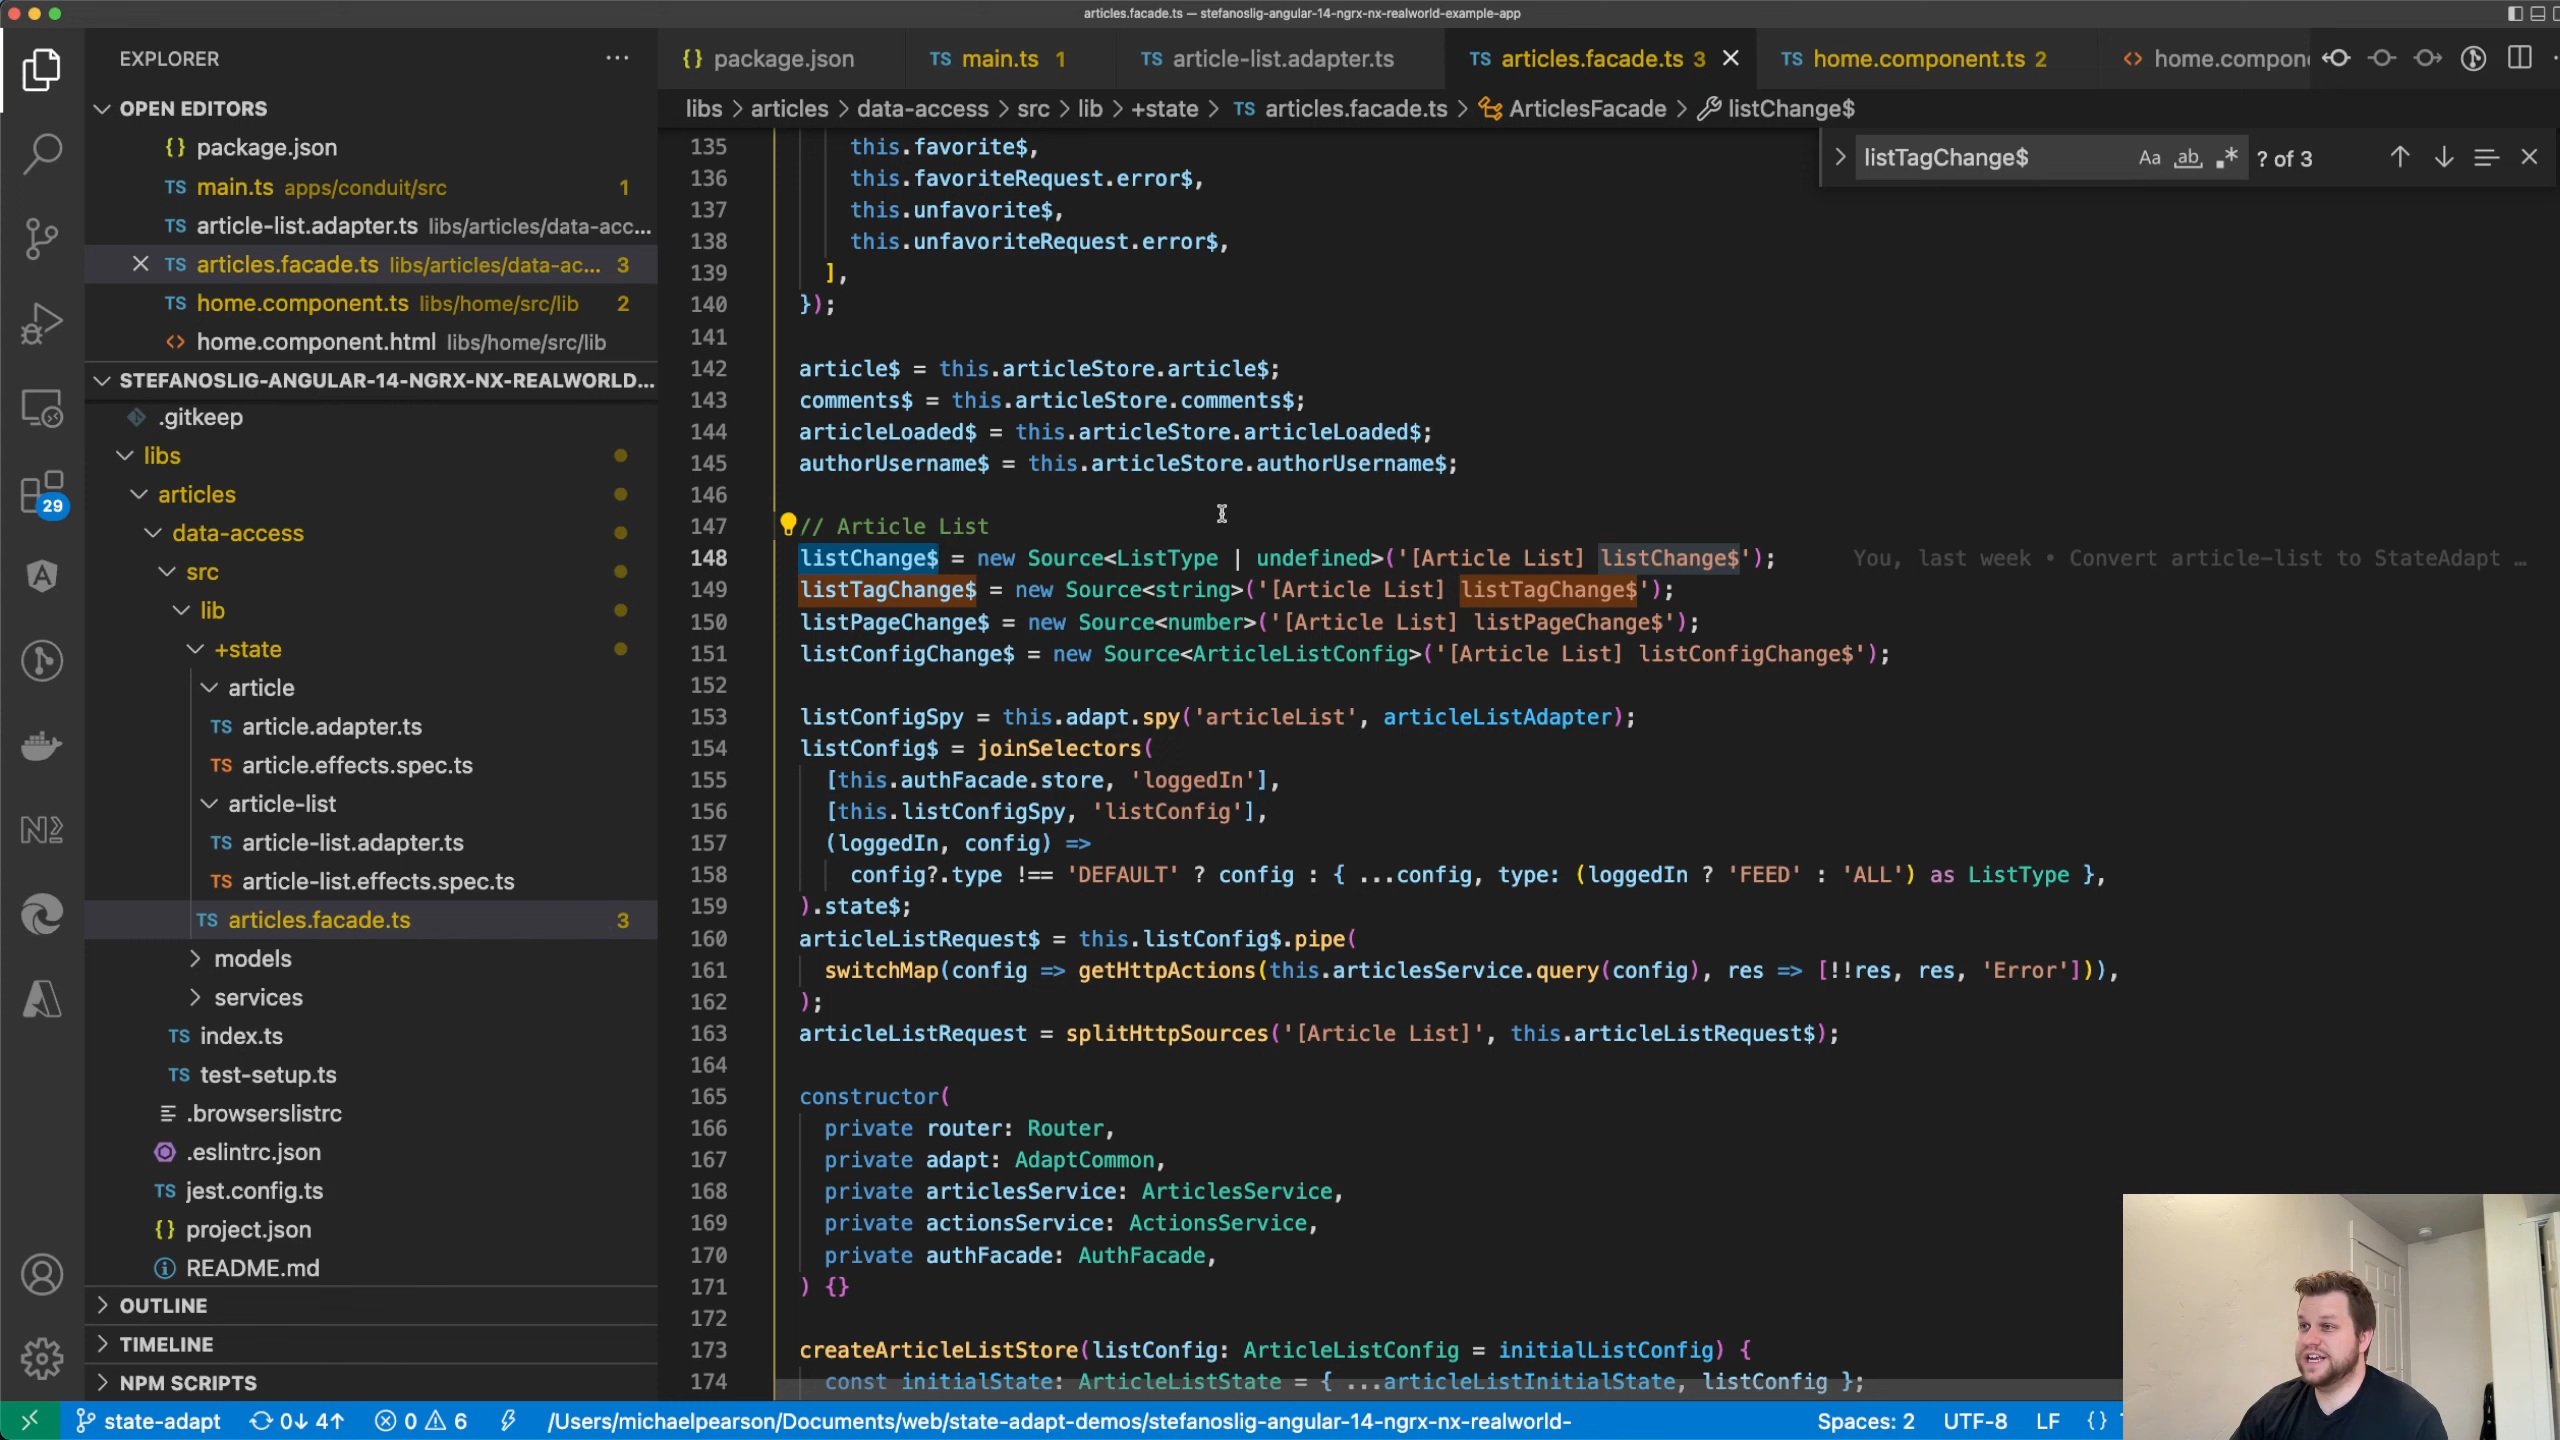 articles.facade.ts — stefanoslig-angular-14-ngrx-nx-realworld-example-app
EXPLORER
OPEN EDITORS
{} package.json
TS main.ts apps/conduit/src 1
TS article-list.adapter.ts libs/articles/data-acc...
TS articles.facade.ts libs/articles/data-ac... 3
TS home.component.ts libs/home/src/lib 2
<> home.component.html libs/home/src/lib
STEFANOSLIG-ANGULAR-14-NGRX-NX-REALWORLD...
.gitkeep
libs
articles
data-access
src
lib
+state
article
TS article.adapter.ts
TS article.effects.spec.ts
article-list
TS article-list.adapter.ts
TS article-list.effects.spec.ts
TS articles.facade.ts 3
models
services
TS index.ts
TS test-setup.ts
.browserslistrc
.eslintrc.json
TS jest.config.ts
{} project.json
README.md
OUTLINE
TIMELINE
NPM SCRIPTS
29
{} package.json
TS main.ts 1
TS article-list.adapter.ts
TS articles.facade.ts 3
TS home.component.ts 2
<> home.compon
libs > articles > data-access > src > lib > +state > TS articles.facade.ts > ArticlesFacade > listChange$
listTagChange$ Aa ab .* ? of 3
135 this.favorite$,
136 this.favoriteRequest.error$,
137 this.unfavorite$,
138 this.unfavoriteRequest.error$,
139 ],
140 });
141
142 article$ = this.articleStore.article$;
143 comments$ = this.articleStore.comments$;
144 articleLoaded$ = this.articleStore.articleLoaded$;
145 authorUsername$ = this.articleStore.authorUsername$;
146
147 // Article List
148 listChange$ = new Source<ListType | undefined>('[Article List] listChange$'); You, last week • Convert article-list to StateAdapt …
149 listTagChange$ = new Source<string>('[Article List] listTagChange$');
150 listPageChange$ = new Source<number>('[Article List] listPageChange$');
151 listConfigChange$ = new Source<ArticleListConfig>('[Article List] listConfigChange$');
152
153 listConfigSpy = this.adapt.spy('articleList', articleListAdapter);
154 listConfig$ = joinSelectors(
155 [this.authFacade.store, 'loggedIn'],
156 [this.listConfigSpy, 'listConfig'],
157 (loggedIn, config) =>
158 config?.type !== 'DEFAULT' ? config : { ...config, type: (loggedIn ? 'FEED' : 'ALL') as ListType },
159 ).state$;
160 articleListRequest$ = this.listConfig$.pipe(
161 switchMap(config => getHttpActions(this.articlesService.query(config), res => [!!res, res, 'Error'])),
162 );
163 articleListRequest = splitHttpSources('[Article List]', this.articleListRequest$);
164
165 constructor(
166 private router: Router,
167 private adapt: AdaptCommon,
168 private articlesService: ArticlesService,
169 private actionsService: ActionsService,
170 private authFacade: AuthFacade,
171 ) {}
172
173 createArticleListStore(listConfig: ArticleListConfig = initialListConfig) {
174 const initialState: ArticleListState = { ...articleListInitialState, listConfig };
state-adapt 0↓ 4↑ 0 6 /Users/michaelpearson/Documents/web/state-adapt-demos/stefanoslig-angular-14-ngrx-nx-realworld- Spaces: 2 UTF-8 LF {}